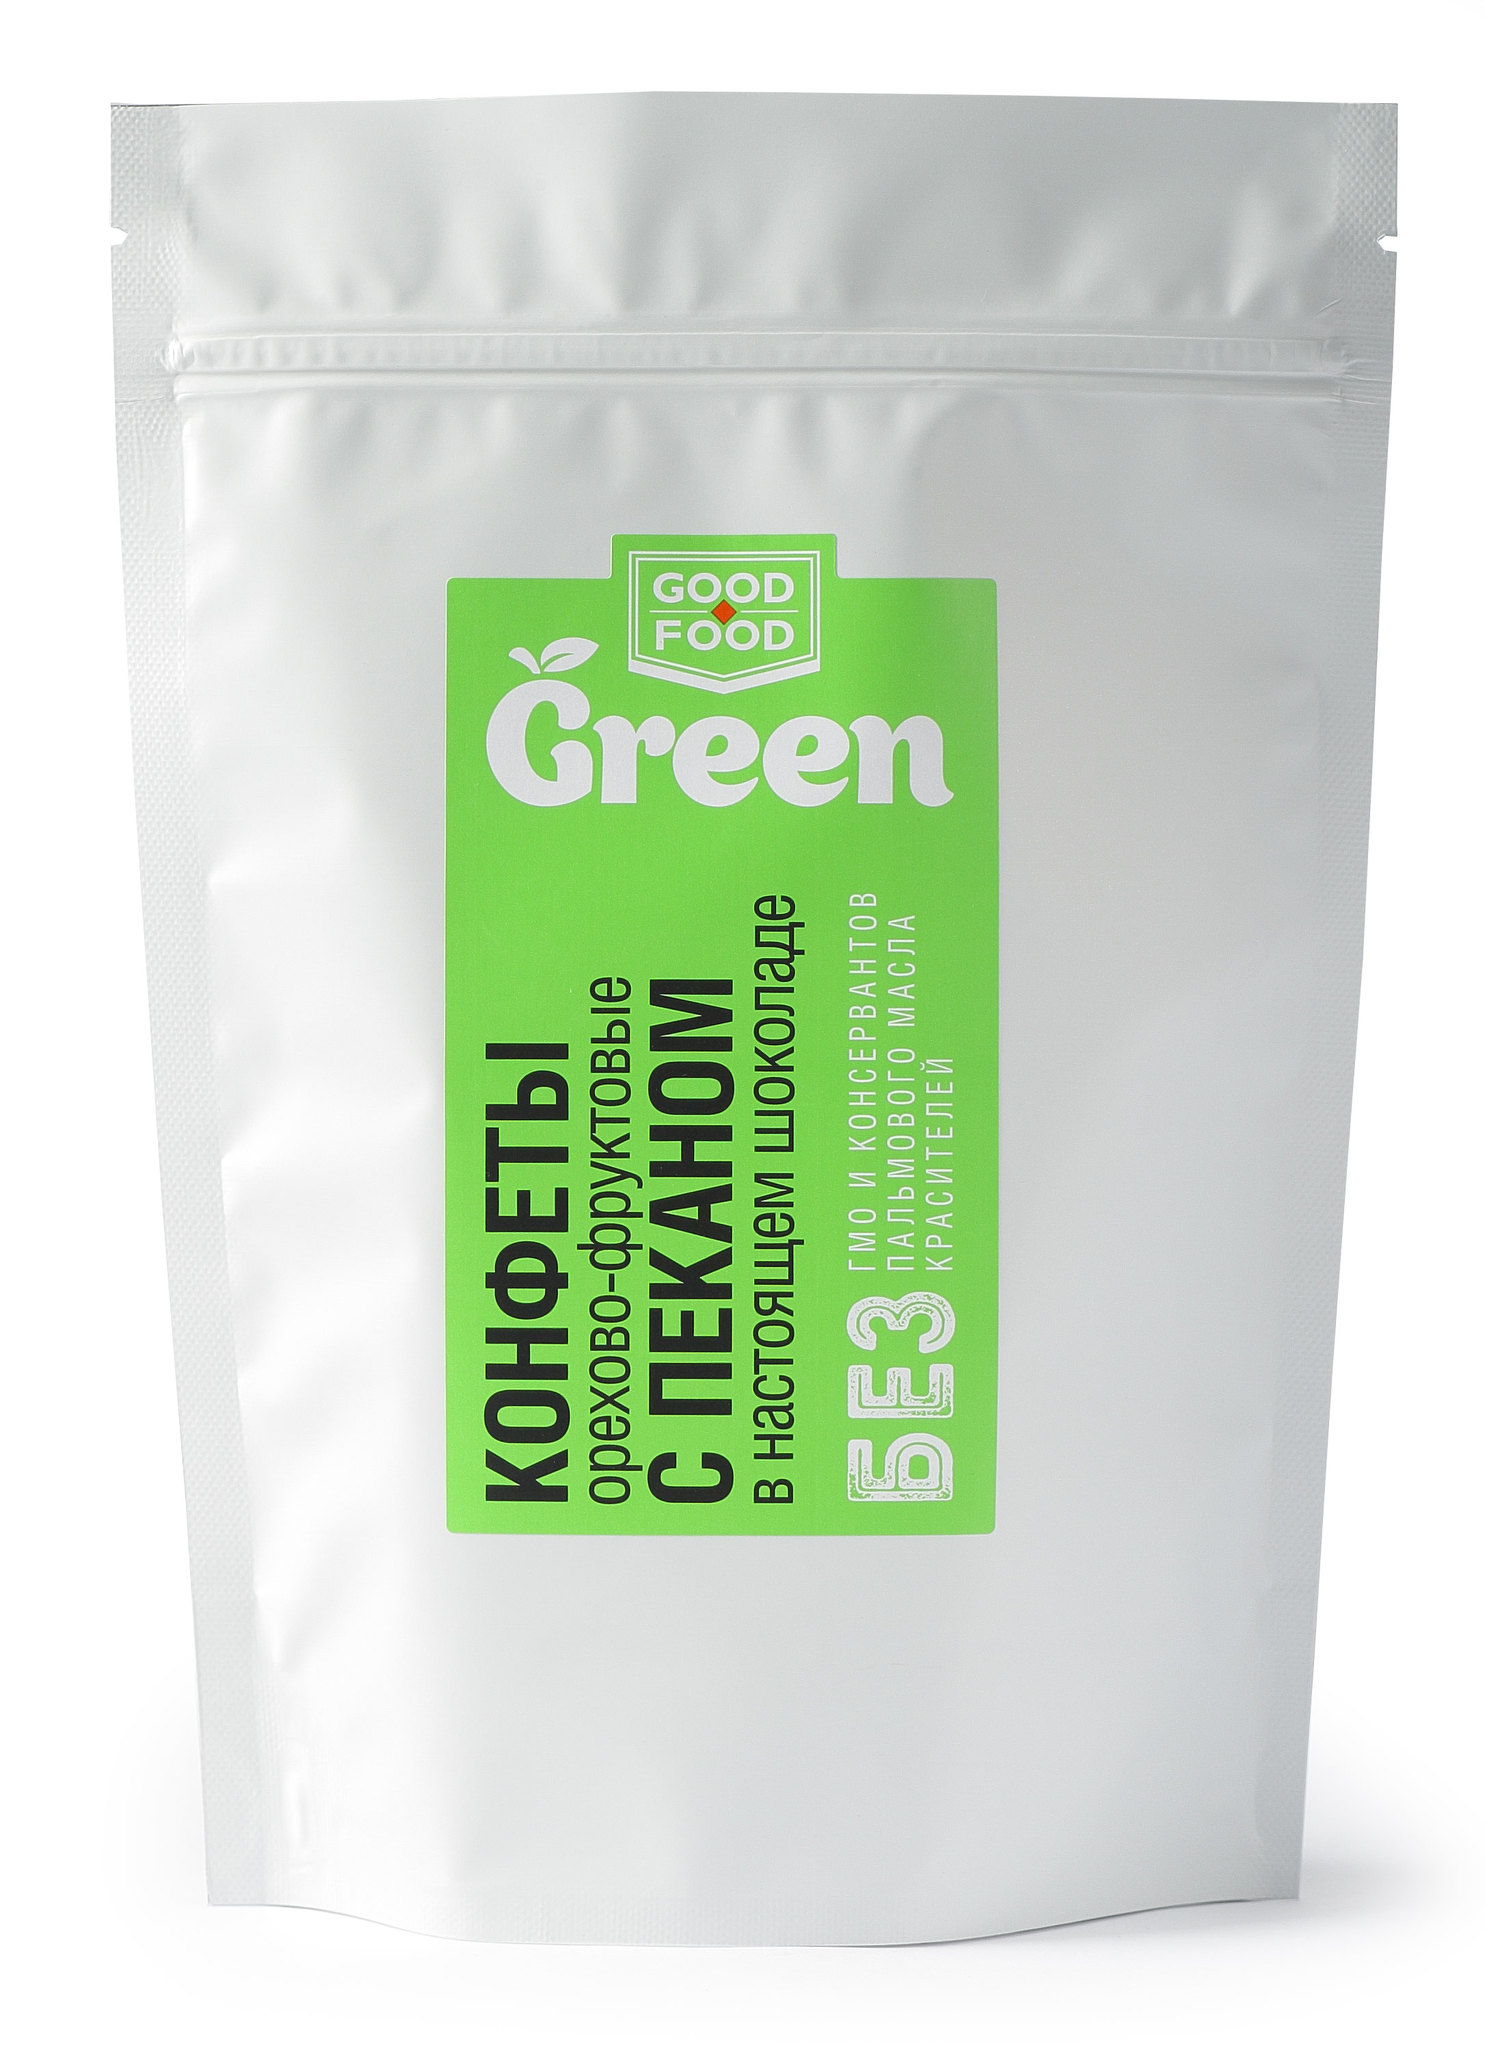 GOOD
FOOD
Green
КОНФЕТЫ
орехово-фруктовые
С ПЕКАНОМ
в настоящем шоколаде
БЕЗ
ГМО И КОНСЕРВАНТОВ
ПАЛЬМОВОГО МАСЛА
КРАСИТЕЛЕЙ